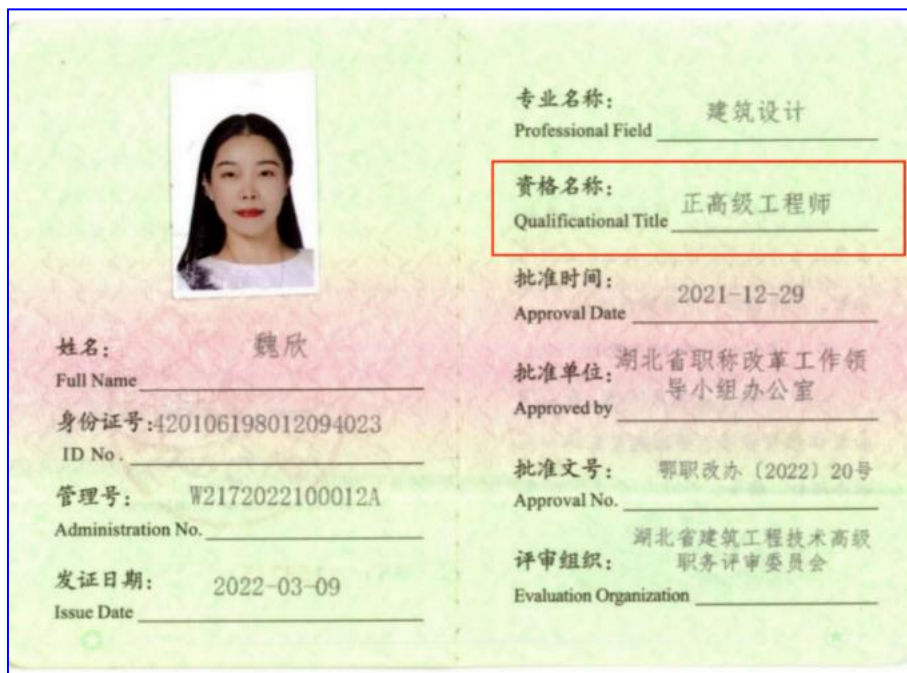 姓名：魏欣
Full Name
身份证号：420106198012094023
ID No.
管理号：W2172022100012A
Administration No.
发证日期：2022-03-09
Issue Date
专业名称：建筑设计
Professional Field
资格名称：正高级工程师
Qualificational Title
批准时间：2021-12-29
Approval Date
批准单位：湖北省职称改革工作领
导小组办公室
Approved by
批准文号：鄂职改办〔2022〕20号
Approval No.
评审组织：湖北省建筑工程技术高级
职务评审委员会
Evaluation Organization